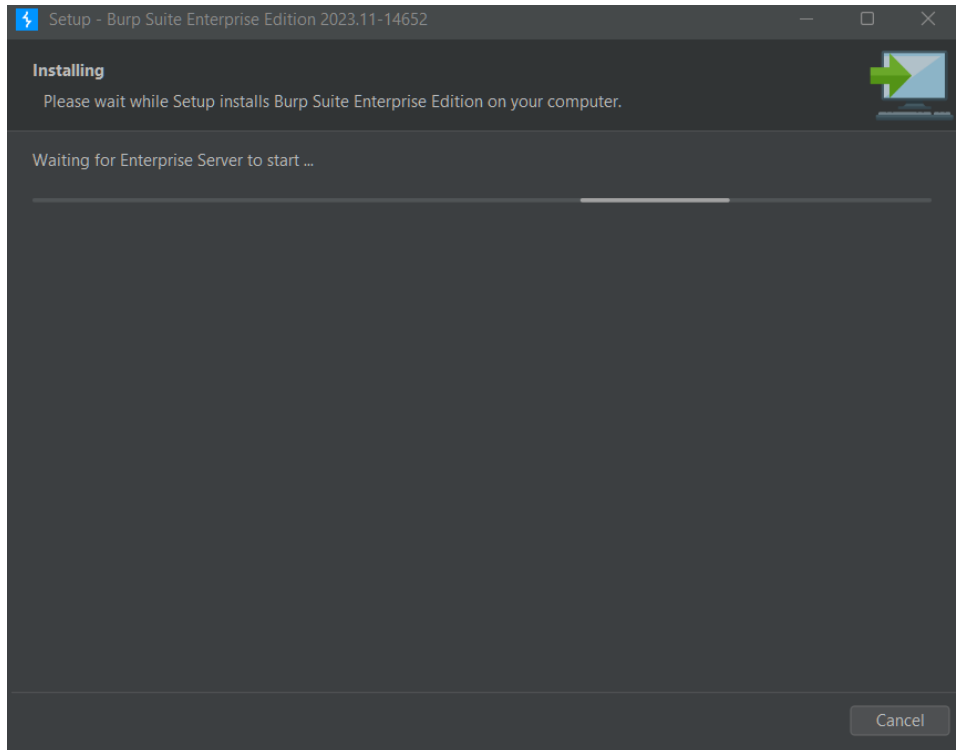 Setup - Burp Suite Enterprise Edition 2023.11-14652
Installing
Please wait while Setup installs Burp Suite Enterprise Edition on your computer.
Waiting for Enterprise Server to start ...
Cancel